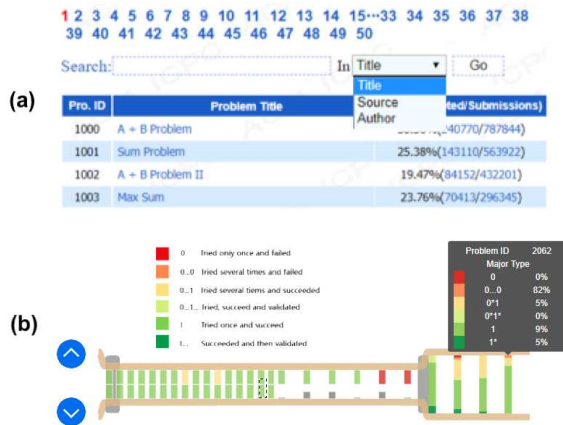 1 2 3 4 5 6 7 8 9 10 11 12 13 14 15···33 34 35 36 37 38
39 40 41 42 43 44 45 46 47 48 49 50
Search: In Title ▼ Go
Title
Source
Author
(a)
Pro. ID Problem Title ted/Submissions)
1000 A + B Problem (240770/787844)
1001 Sum Problem 25.38%(143110/563922)
1002 A + B Problem II 19.47%(84152/432201)
1003 Max Sum 23.76%(70413/296345)
(b)
0 Tried only once and failed
0...0 Tried several times and failed
0...1 Tried several tiems and succeeded
0...1... Tried, succeed and validated
1 Tried once and succeed
1... Succeeded and then validated
Problem ID 2062
Major Type
0 0%
0...0 82%
0*1 5%
0*1* 0%
1 9%
1* 5%